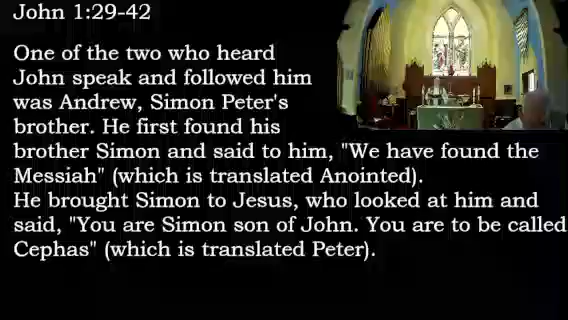 John 1:29-42
One of the two who heard
John speak and followed him
was Andrew, Simon Peter's
brother. He first found his
brother Simon and said to him, "We have found the
Messiah" (which is translated Anointed).
He brought Simon to Jesus, who looked at him and
said, "You are Simon son of John. You are to be called
Cephas" (which is translated Peter).